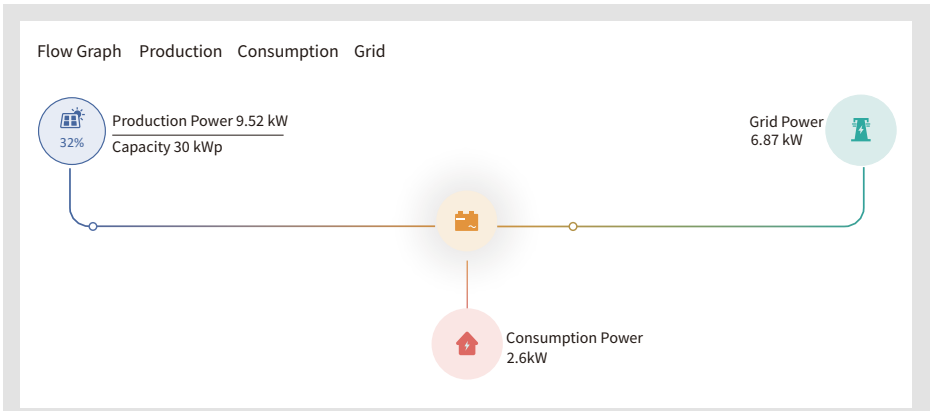 Flow Graph Production Consumption Grid
32%
Production Power 9.52 kW
Capacity 30 kWp
Grid Power
6.87 kW
Consumption Power
2.6kW